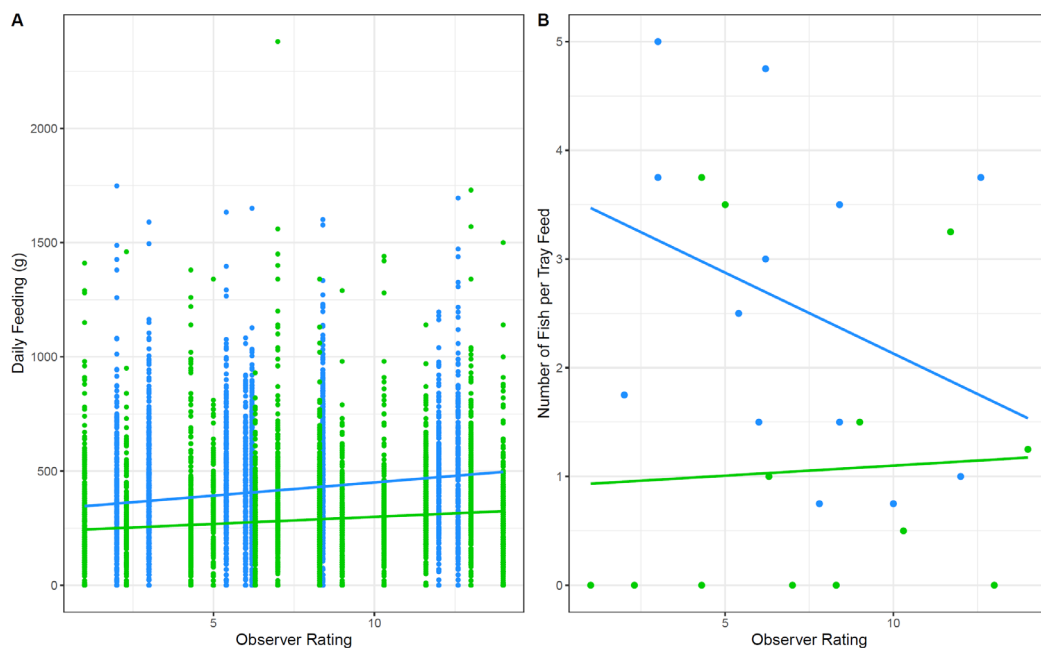 A
Daily Feeding (g)
2000
1500
1000
500
0
5
10
Observer Rating
B
Number of Fish per Tray Feed
5
4
3
2
1
0
5
10
Observer Rating